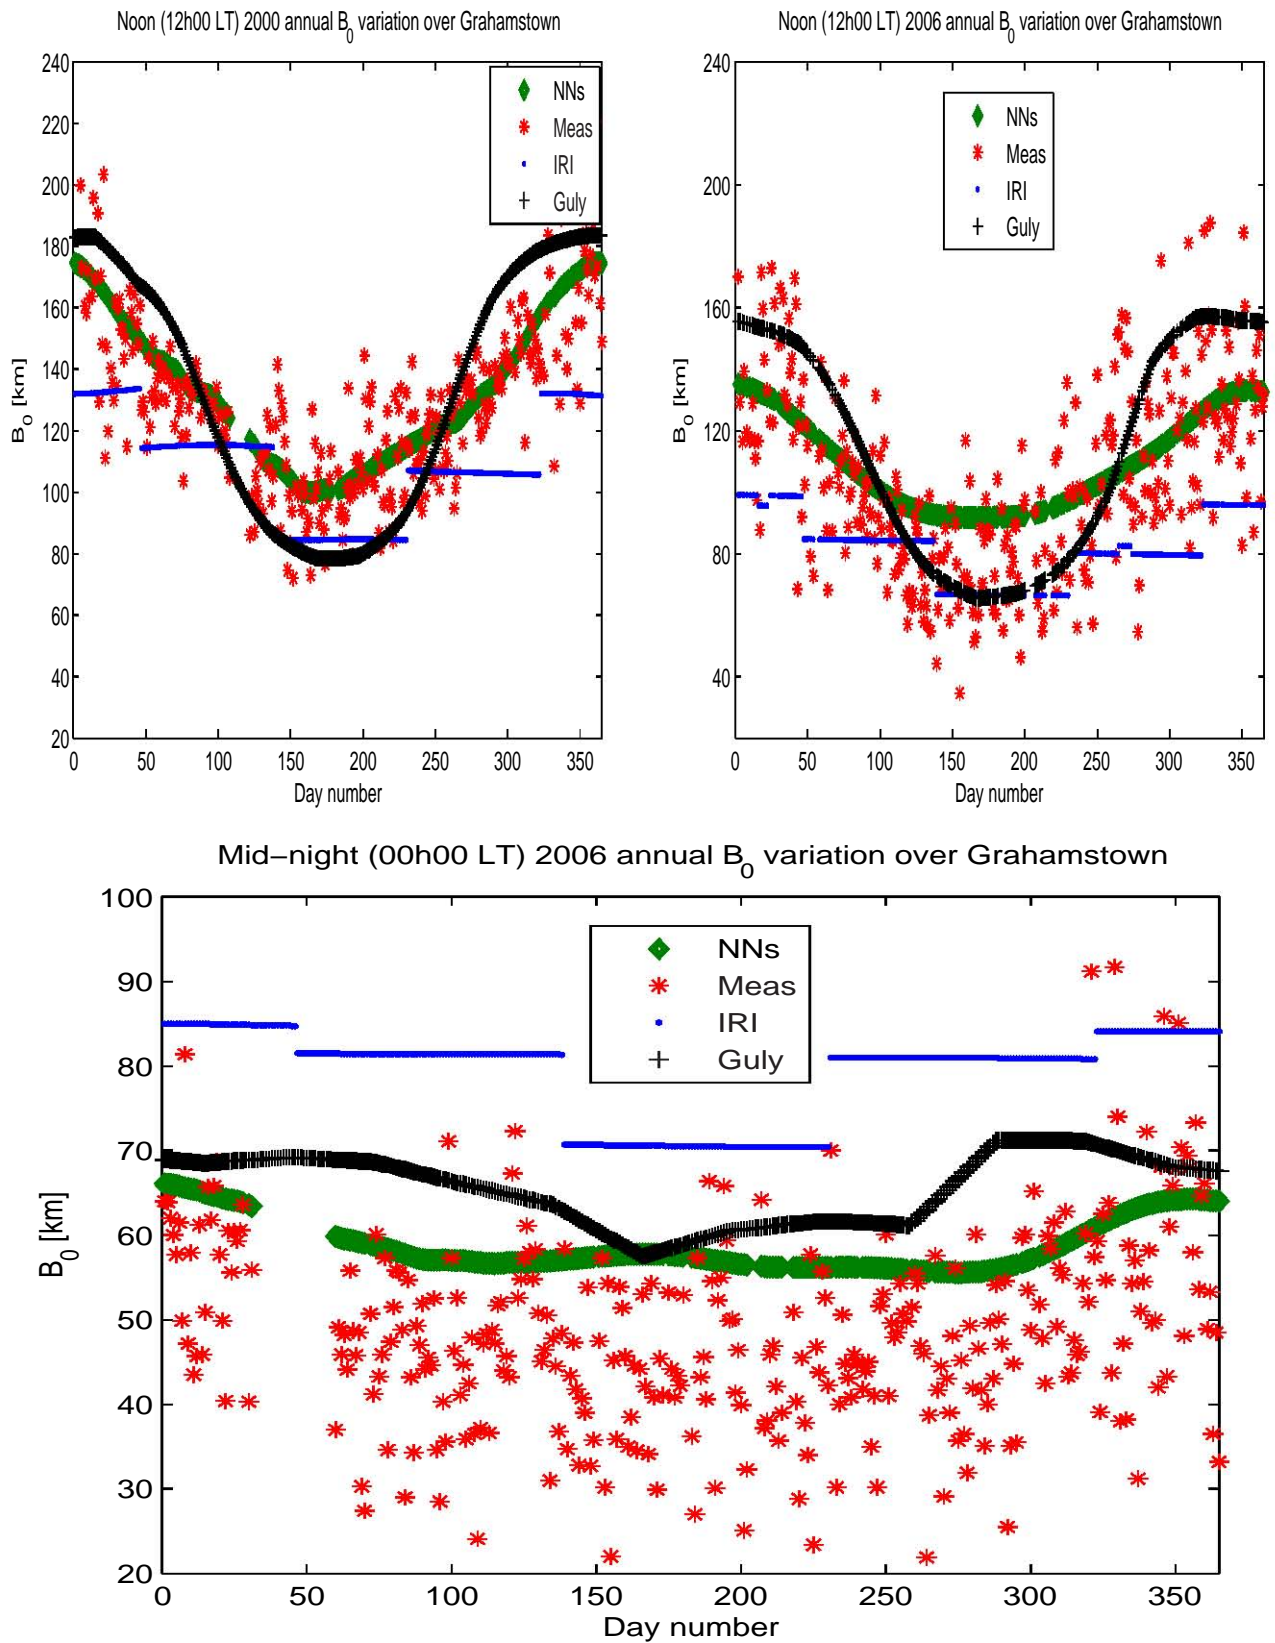 Noon (12h00 LT) 2000 annual B0 variation over Grahamstown
240
220
200
180
160
140
120
100
80
60
40
20
B0 [km]
NNs
Meas
IRI
Guly
0 50 100 150 200 250 300 350
Day number
Noon (12h00 LT) 2006 annual B0 variation over Grahamstown
240
200
160
120
80
40
B0 [km]
NNs
Meas
IRI
Guly
0 50 100 150 200 250 300 350
Day number
Mid−night (00h00 LT) 2006 annual B0 variation over Grahamstown
100
90
80
70
60
50
40
30
20
B0 [km]
NNs
Meas
IRI
Guly
0 50 100 150 200 250 300 350
Day number